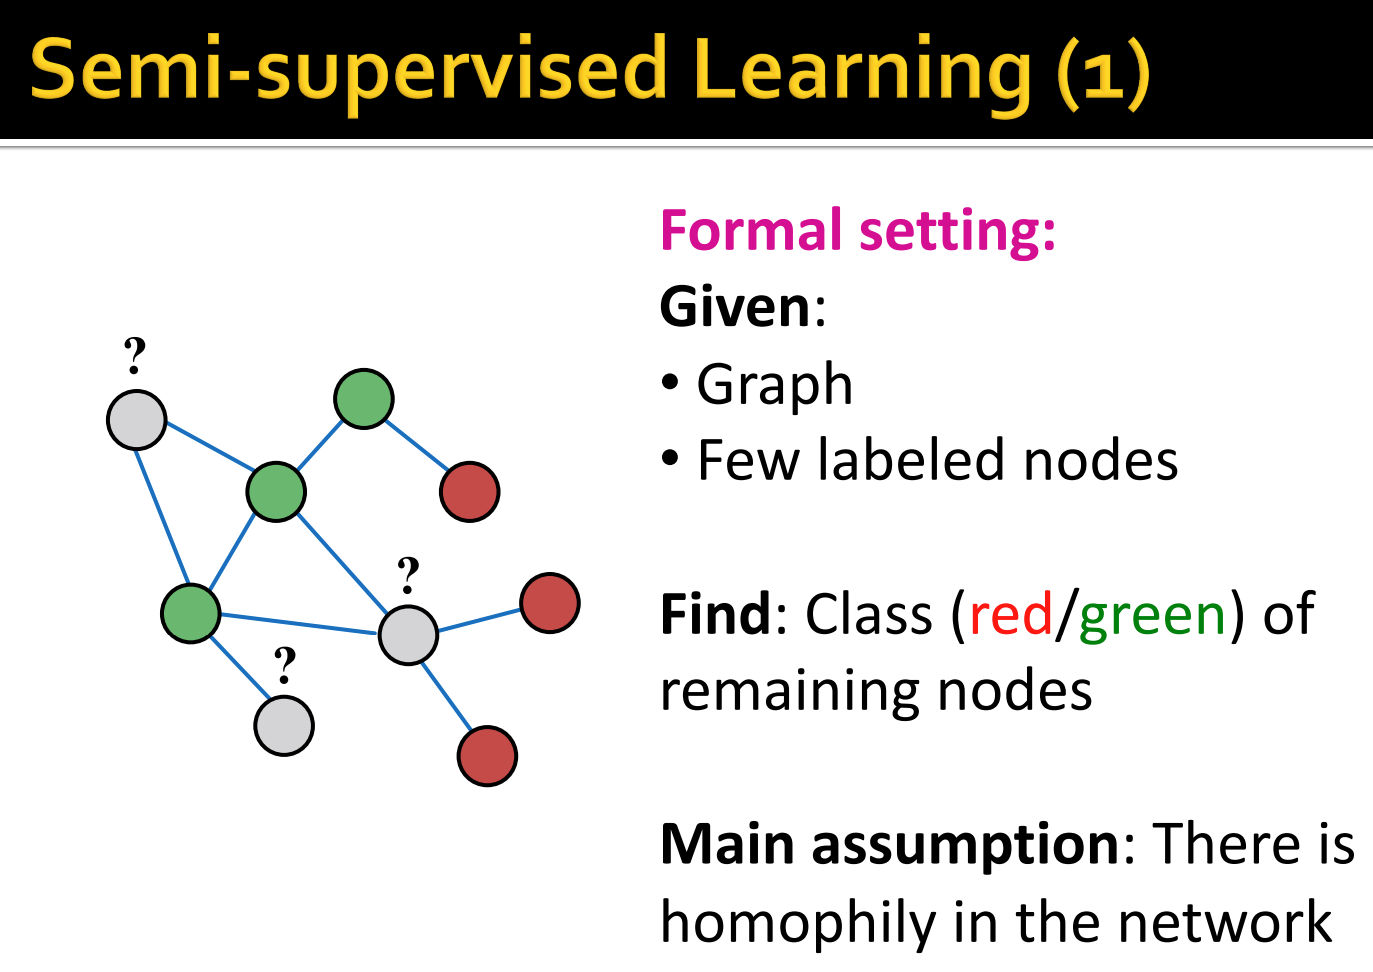 Semi-supervised Learning (1)
Formal setting:
Given:
• Graph
• Few labeled nodes
Find: Class (red/green) of
remaining nodes
Main assumption: There is
homophily in the network
?
?
?